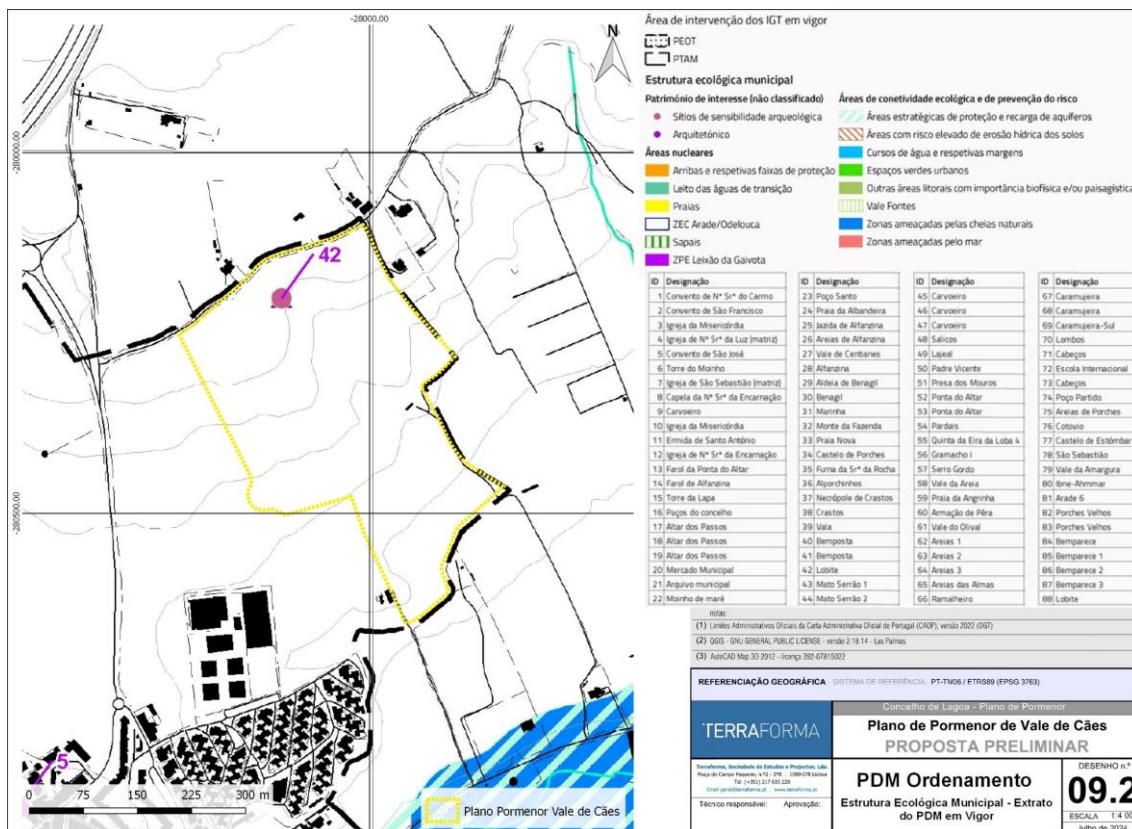 -28000.00
N
-280000.00
42
-280500.00
5
0 75 150 225 300 m
Plano Pormenor Vale de Cães
Área de intervenção dos IGT em vigor
PEOT
PTAM
Estrutura ecológica municipal
Património de interesse (não classificado)
Sítios de sensibilidade arqueológica
Arquitetónico
Áreas nucleares
Arribas e respetivas faixas de proteção
Leito das águas de transição
Praias
ZEC Arade/Odelouca
Sapais
ZPE Leixão da Gaivota
Áreas de conetividade ecológica e de prevenção do risco
Áreas estratégicas de proteção e recarga de aquíferos
Áreas com risco elevado de erosão hídrica dos solos
Cursos de água e respetivas margens
Espaços verdes urbanos
Outras áreas litorais com importância biofísica e/ou paisagística
Vale Fontes
Zonas ameaçadas pelas cheias naturais
Zonas ameaçadas pelo mar
ID Designação
1 Convento de Nª Srª do Carmo
2 Convento de São Francisco
3 Igreja da Misericórdia
4 Igreja de Nª Srª da Luz (matriz)
5 Convento de São José
6 Torre do Moinho
7 Igreja de São Sebastião (matriz)
8 Capela da Nª Srª da Encarnação
9 Carvoeiro
10 Igreja da Misericórdia
11 Ermida de Santo António
12 Igreja de Nª Srª da Encarnação
13 Farol da Ponta do Altar
14 Farol de Alfanzina
15 Torre da Lapa
16 Paços do concelho
17 Altar dos Passos
18 Altar dos Passos
19 Altar dos Passos
20 Mercado Municipal
21 Arquivo municipal
22 Moinho de maré
ID Designação
23 Poço Santo
24 Praia da Albandeira
25 Jazida de Alfanzina
26 Areias de Alfanzina
27 Vale de Centianes
28 Alfanzina
29 Aldeia de Benagil
30 Benagil
31 Marinha
32 Monte da Fazenda
33 Praia Nova
34 Castelo de Porches
35 Furna da Srª da Rocha
36 Alporchinhos
37 Necrópole de Crastos
38 Crastos
39 Vala
40 Bemposta
41 Bemposta
42 Lobite
43 Mato Serrão 1
44 Mato Serrão 2
ID Designação
45 Carvoeiro
46 Carvoeiro
47 Carvoeiro
48 Salicos
49 Lajeal
50 Padre Vicente
51 Presa dos Mouros
52 Ponta do Altar
53 Ponta do Altar
54 Pardais
55 Quinta da Eira da Loba 4
56 Gramacho I
57 Serro Gordo
58 Vale da Areia
59 Praia da Angrinha
60 Armação de Pêra
61 Vale do Olival
62 Areias 1
63 Areias 2
64 Areias 3
65 Areias das Almas
66 Ramalheiro
ID Designação
67 Caramujeira
68 Caramujeira
69 Caramujeira-Sul
70 Lombos
71 Cabeços
72 Escola Internacional
73 Cabeços
74 Poço Partido
75 Areias de Porches
76 Cotovio
77 Castelo de Estômbar
78 São Sebastião
79 Vale da Amargura
80 Ibne-Ahmmar
81 Arade 6
82 Porches Velhos
83 Porches Velhos
84 Bemparece
85 Bemparece 1
86 Bemparece 2
87 Bemparece 3
88 Lobite
notas
(1) Limites Administrativos Oficiais da Carta Administrativa Oficial de Portugal (CAOP), versão 2022 (DGT)
(2) QGIS - GNU GENERAL PUBLIC LICENSE - versão 2.18.14 - Las Palmas
(3) AutoCAD Map 3D 2012 - licença 392-07815022
REFERENCIAÇÃO GEOGRÁFICA SISTEMA DE REFERÊNCIA: PT-TM06 / ETRS89 (EPSG 3763)
TERRAFORMA
Terraforma, Sociedade de Estudos e Projectos, Lda.
Técnico responsável: Aprovação:
Concelho de Lagoa - Plano de Pormenor
Plano de Pormenor de Vale de Cães
PROPOSTA PRELIMINAR
PDM Ordenamento
Estrutura Ecológica Municipal - Extrato
do PDM em Vigor
DESENHO n.º
09.2
ESCALA 1:4 00
Julho de 2024